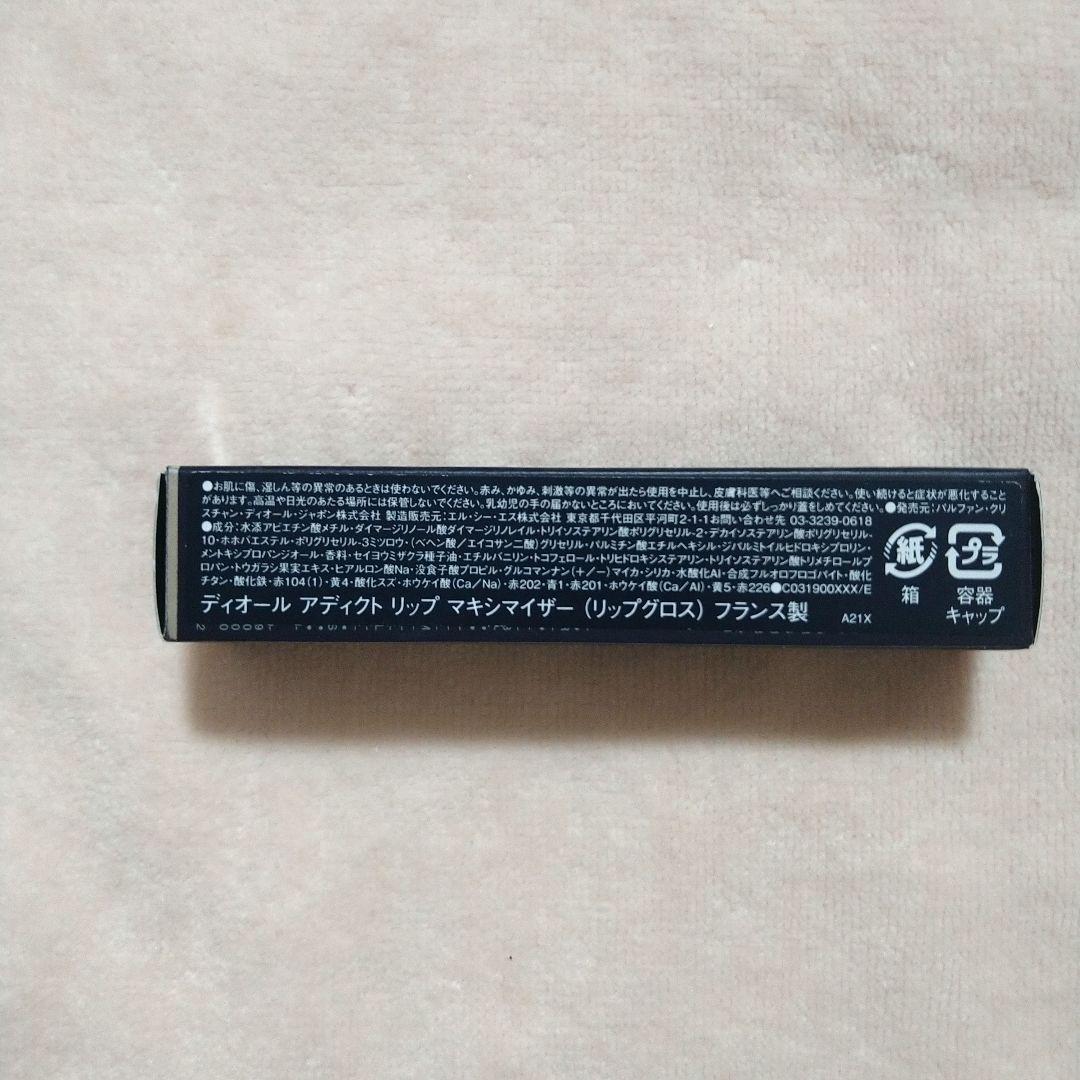 ●お肌に傷、湿しん等の異常のあるときは使わないでください。赤み、かゆみ、刺激等の異常が出たら使用を中止し、皮膚科医等へご相談ください。使い続けると症状が悪化すること
があります。高温や日光のあたる場所には保管しないでください。乳幼児の手の届かないところにおいてください。使用後は必ずしっかり蓋をしめてください。●発売元:パルファン・クリ
スチャン・ディオール・ジャポン株式会社 製造販売元:エル・シー・エス株式会社 東京都千代田区平河町2-1-1お問い合わせ先 03-3239-0618
●成分:水添アビエチン酸メチル・ダイマージリノール酸ダイマージリノレイル・トリイソステアリン酸ポリグリセリル-2・デカイソステアリン酸ポリグリセリル-
10・ホホバエステル・ポリグリセリル-3ミツロウ・(ベヘン酸/エイコサン二酸)グリセリル・パルミチン酸エチルヘキシル・ジパルミトイルヒドロキシプロリン・
メントキシプロパンジオール・香料・セイヨウミザクラ種子油・エチルバニリン・トコフェロール・トリヒドロキシステアリン・トリイソステアリン酸トリメチロールプ
ロパン・トウガラシ果実エキス・ヒアルロン酸Na・没食子酸プロピル・グルコマンナン(+/−)マイカ・シリカ・水酸化Al・合成フルオロフロゴパイト・酸化
チタン・酸化鉄・赤104(1)・黄4・酸化スズ・ホウケイ酸(Ca/Na)・赤202・青1・赤201・ホウケイ酸(Ca/Al)・黄5・赤226●C031900XXX/E
ディオール アディクト リップ マキシマイザー (リップグロス) フランス製
A21X
紙
箱
プラ
容器
キャップ